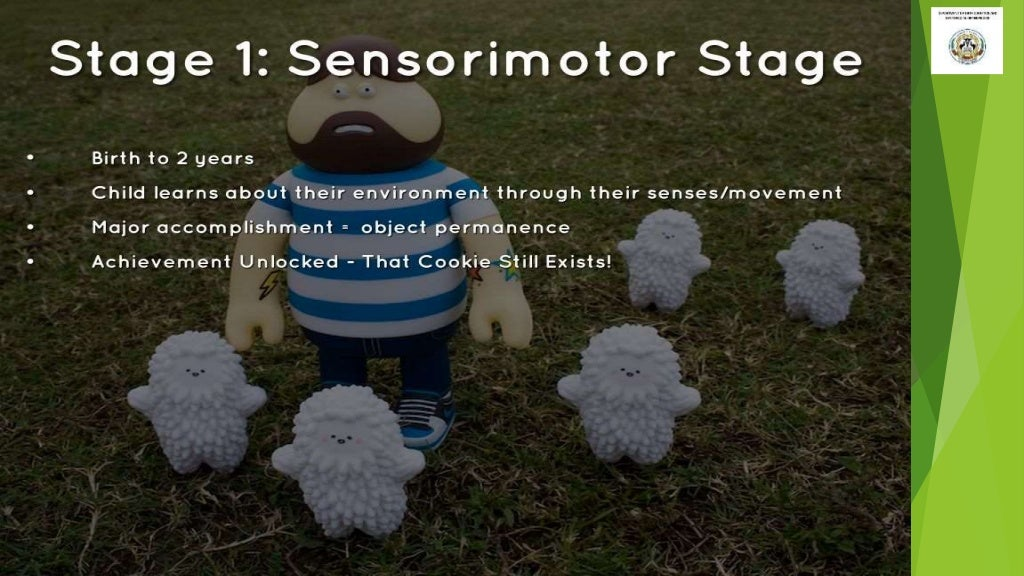 Stage 1: Sensorimotor Stage
• Birth to 2 years
• Child learns about their environment through their senses/movement
• Major accomplishment = object permanence
• Achievement Unlocked - That Cookie Still Exists!